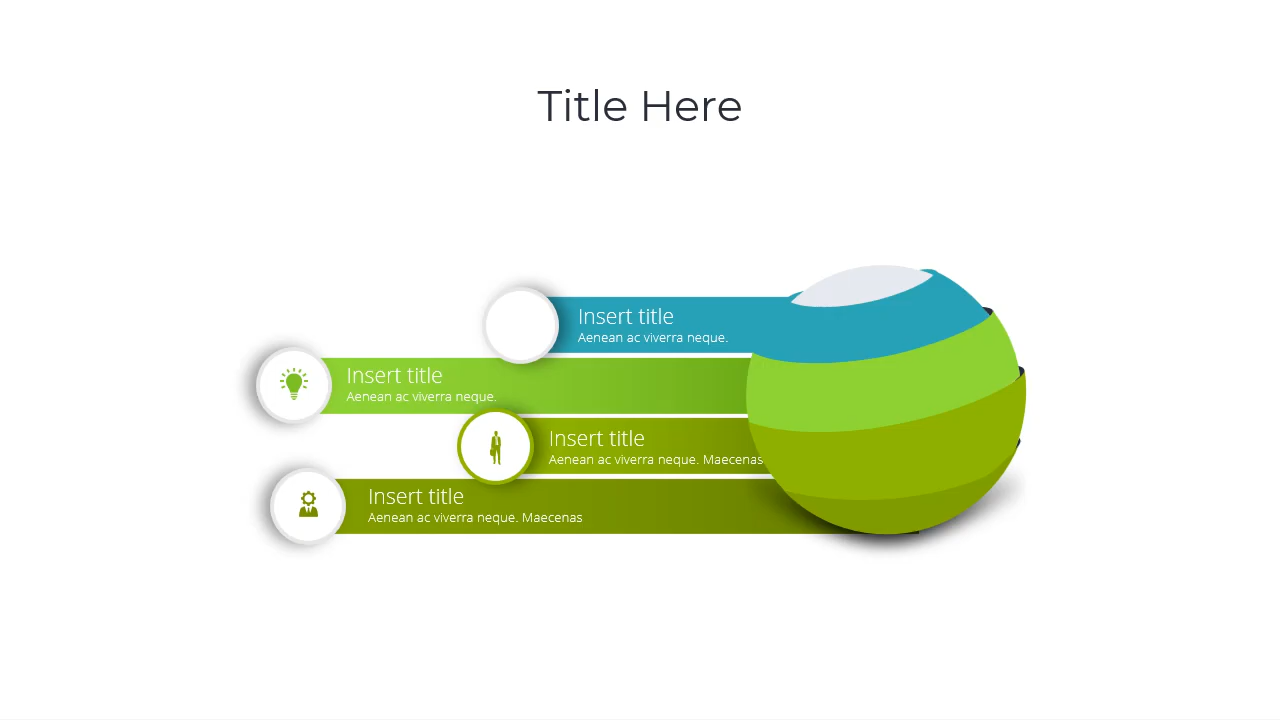 Title Here
Insert title
Aenean ac viverra neque.
Insert title
Aenean ac viverra neque.
Insert title
Aenean ac viverra neque. Maecenas
Insert title
Aenean ac viverra neque. Maecenas